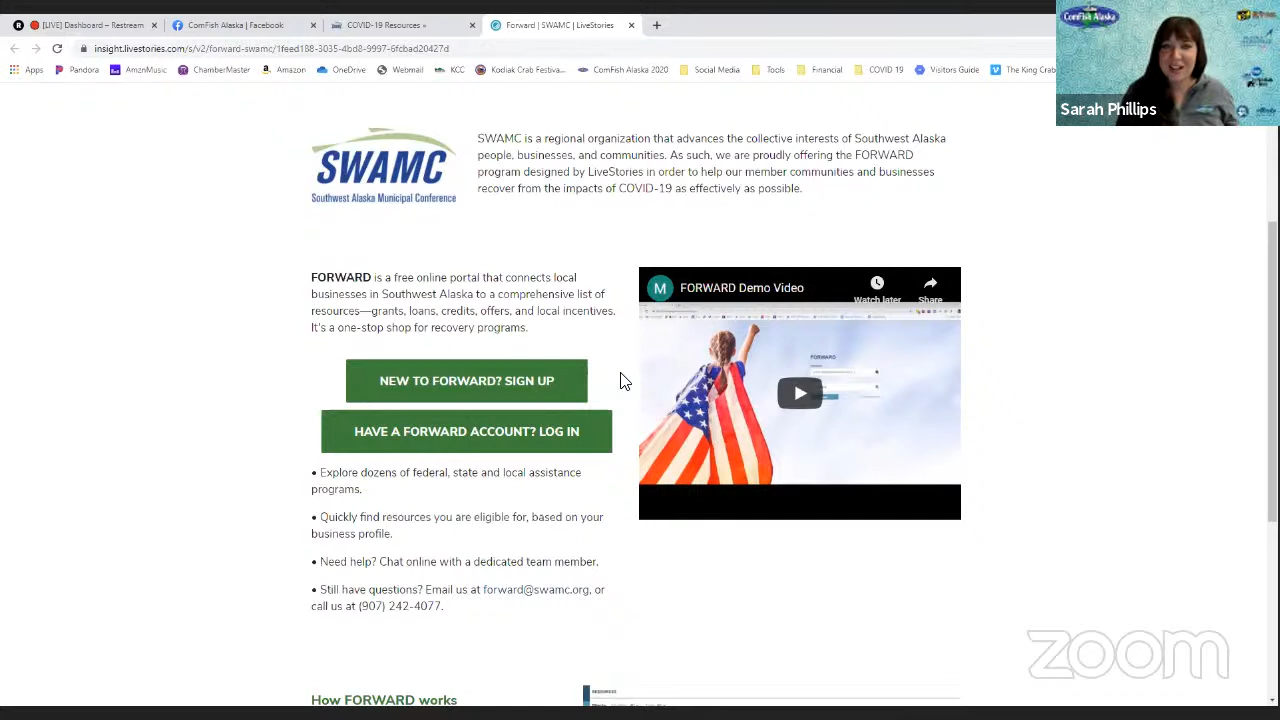 [LIVE] Dashboard – Restream
ComFish Alaska | Facebook
COVID-19 Resources »
Forward | SWAMC | LiveStories
insight.livestories.com/s/v2/forward-swamc/1feed188-3035-4bd8-9997-6fcbad20427d
Apps Pandora AmznMusic ChamberMaster Amazon OneHive Webmail KCC Kodiak Crab Festiva... ComFish Alaska 2020 Social Media Tools Financial COVID 19 Visitors Guide The King Crab
ComFish Alaska
Sarah Phillips
SWAMC
Southwest Alaska Municipal Conference
SWAMC is a regional organization that advances the collective interests of Southwest Alaska
people, businesses, and communities. As such, we are proudly offering the FORWARD
program designed by LiveStories in order to help our member communities and businesses
recover from the impacts of COVID-19 as effectively as possible.
FORWARD is a free online portal that connects local
businesses in Southwest Alaska to a comprehensive list of
resources—grants, loans, credits, offers, and local incentives.
It's a one-stop shop for recovery programs.
NEW TO FORWARD? SIGN UP
HAVE A FORWARD ACCOUNT? LOG IN
• Explore dozens of federal, state and local assistance
programs.
• Quickly find resources you are eligible for, based on your
business profile.
• Need help? Chat online with a dedicated team member.
• Still have questions? Email us at forward@swamc.org, or
call us at (907) 242-4077.
M FORWARD Demo Video
Watch later Share
FORWARD
How FORWARD works
RESOURCES
zoom